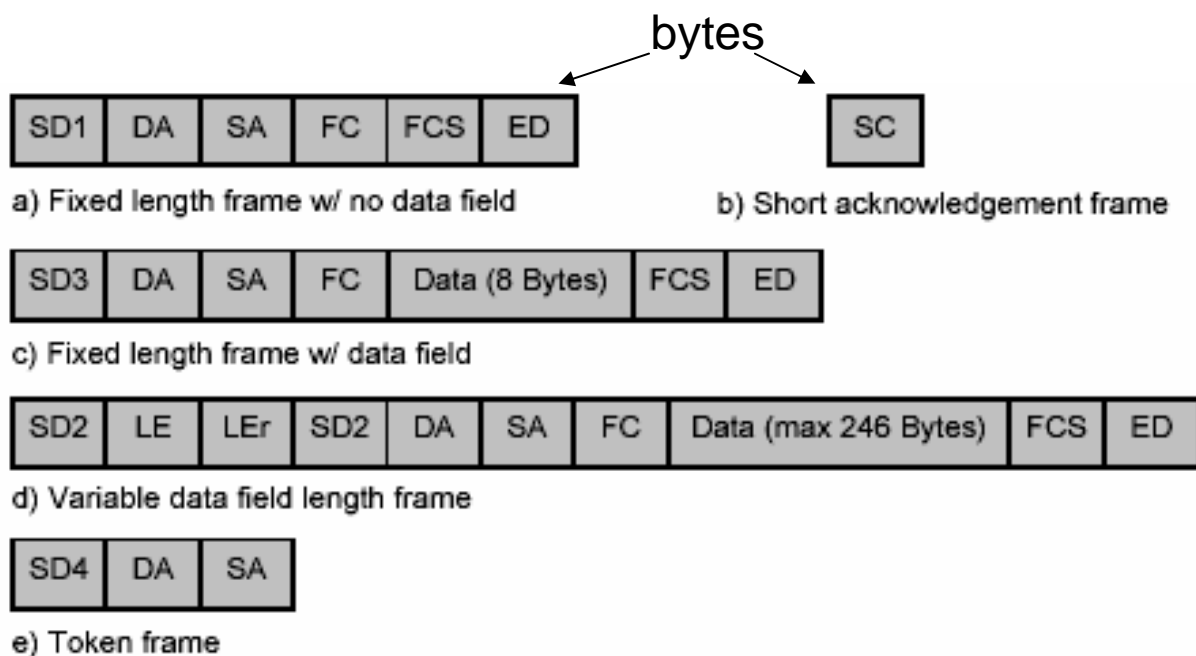 bytes
SD1 DA SA FC FCS ED
SC
a) Fixed length frame w/ no data field
b) Short acknowledgement frame
SD3 DA SA FC Data (8 Bytes) FCS ED
c) Fixed length frame w/ data field
SD2 LE LEr SD2 DA SA FC Data (max 246 Bytes) FCS ED
d) Variable data field length frame
SD4 DA SA
e) Token frame